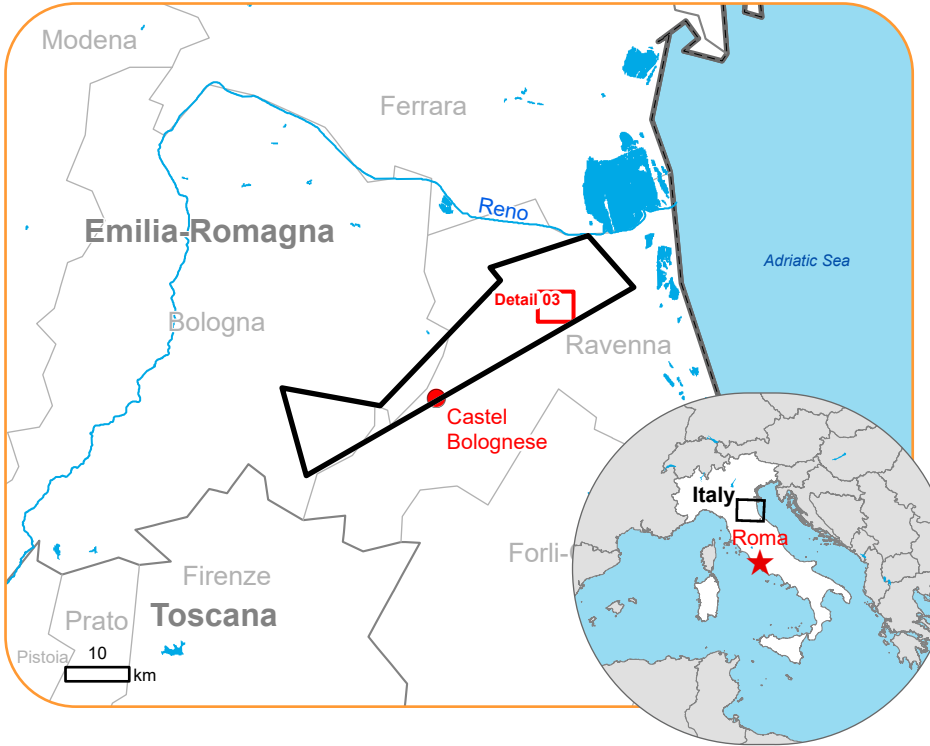 Modena
Ferrara
Reno
Emilia-Romagna
Adriatic Sea
Detail 03
Bologna
Ravenna
Castel
Bolognese
Italy
Roma
Forli-
Firenze
Toscana
Prato
Pistoia
10
km